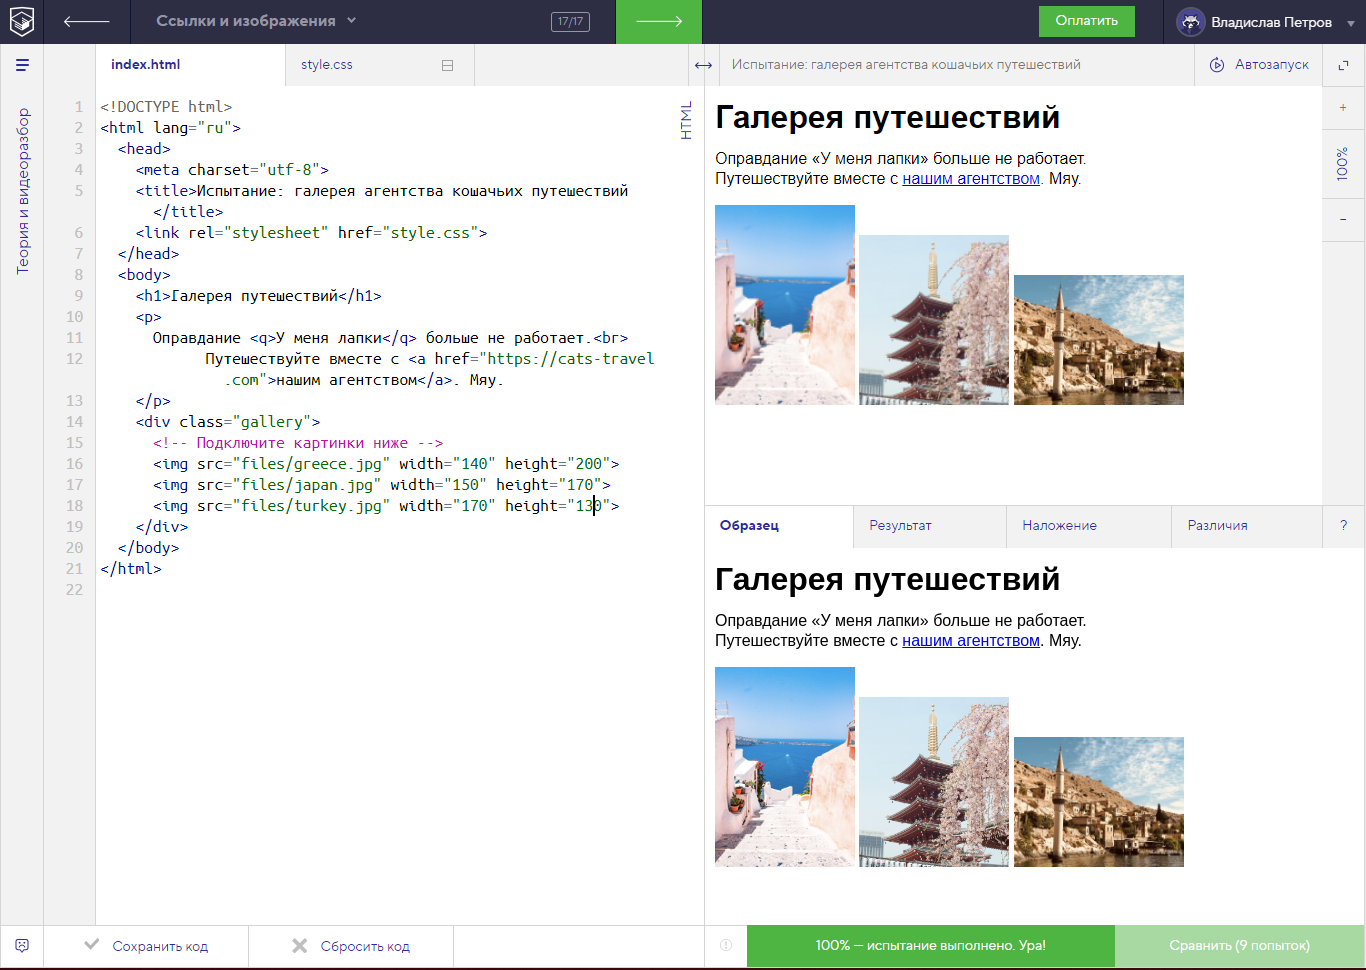 Ссылки и изображения
17/17
Оплатить
Владислав Петров
index.html
style.css
Испытание: галерея агентства кошачьих путешествий
Автозапуск
Теория и видеоразбор
HTML
+
100%
−
1 <!DOCTYPE html>
2 <html lang="ru">
3 <head>
4 <meta charset="utf-8">
5 <title>Испытание: галерея агентства кошачьих путешествий
</title>
6 <link rel="stylesheet" href="style.css">
7 </head>
8 <body>
9 <h1>Галерея путешествий</h1>
10 <p>
11 Оправдание <q>У меня лапки</q> больше не работает.<br>
12 Путешествуйте вместе с <a href="https://cats-travel
.com">нашим агентством</a>. Мяу.
13 </p>
14 <div class="gallery">
15 <!-- Подключите картинки ниже -->
16 <img src="files/greece.jpg" width="140" height="200">
17 <img src="files/japan.jpg" width="150" height="170">
18 <img src="files/turkey.jpg" width="170" height="130">
19 </div>
20 </body>
21 </html>
22
Галерея путешествий
Оправдание «У меня лапки» больше не работает.
Путешествуйте вместе с нашим агентством. Мяу.
Образец
Результат
Наложение
Различия
?
Галерея путешествий
Оправдание «У меня лапки» больше не работает.
Путешествуйте вместе с нашим агентством. Мяу.
Сохранить код
Сбросить код
100% — испытание выполнено. Ура!
Сравнить (9 попыток)